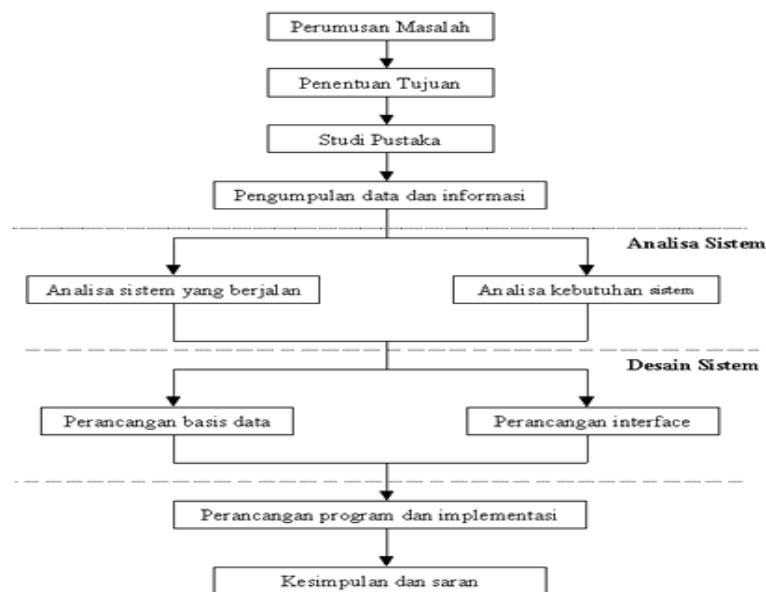 Perumusan Masalah
Penentuan Tujuan
Studi Pustaka
Pengumpulan data dan informasi
Analisa Sistem
Analisa sistem yang berjalan
Analisa kebutuhan sistem
Desain Sistem
Perancangan basis data
Perancangan interface
Perancangan program dan implementasi
Kesimpulan dan saran